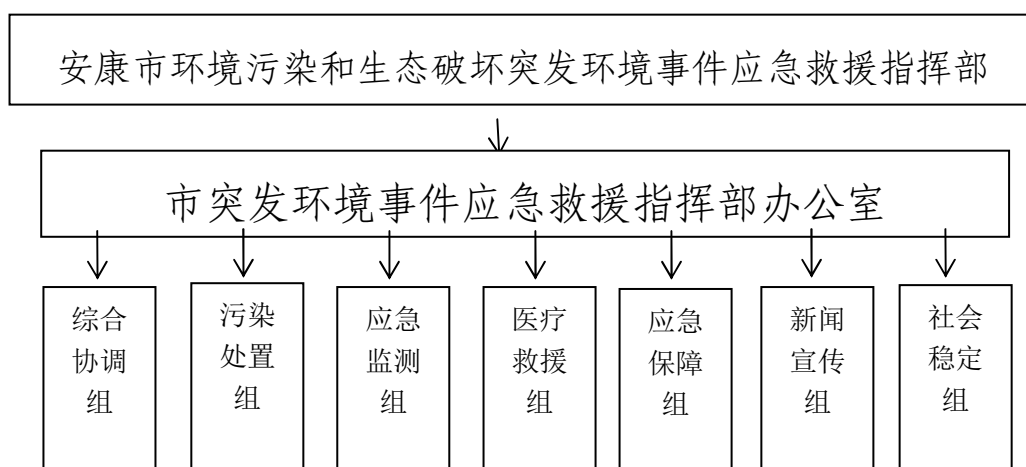 安康市环境污染和生态破坏突发环境事件应急救援指挥部
市突发环境事件应急救援指挥部办公室
综合
协调
组
污染
处置
组
应急
监测
组
医疗
救援
组
应急
保障
组
新闻
宣传
组
社会
稳定
组